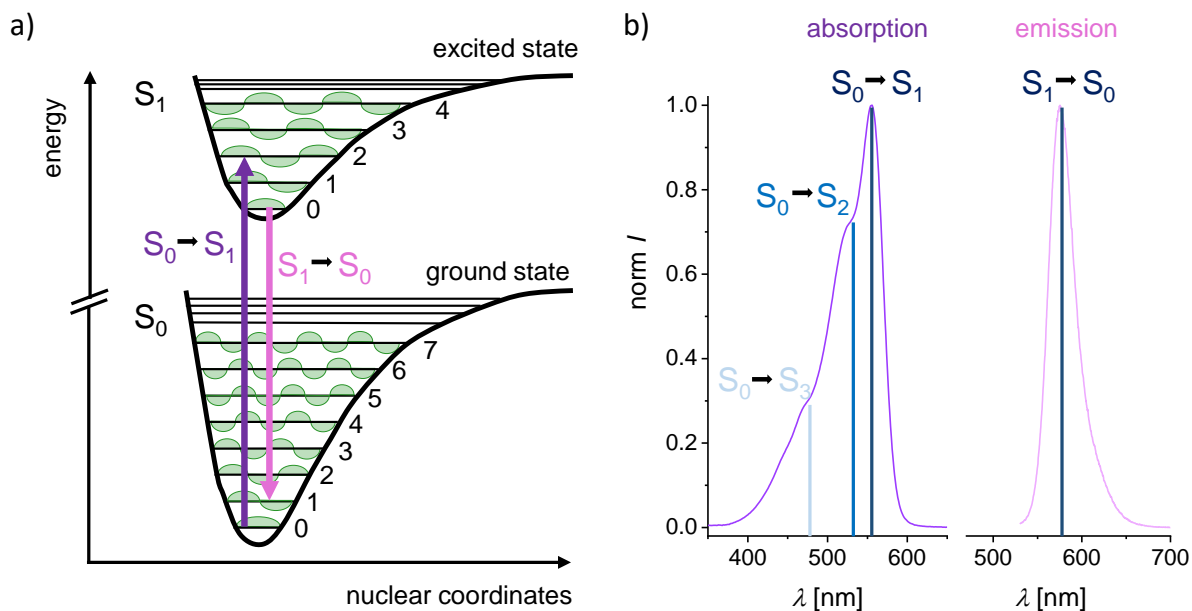 a)
excited state
S1
4
3
2
1
0
energy
S0 → S1
S1 → S0
ground state
S0
7
6
5
4
3
2
1
0
nuclear coordinates
b)
absorption
emission
S0 → S1
S1 → S0
S0 → S2
S0 → S3
norm I
1.0
0.8
0.6
0.4
0.2
0.0
400
500
600
500
600
700
λ [nm]
λ [nm]